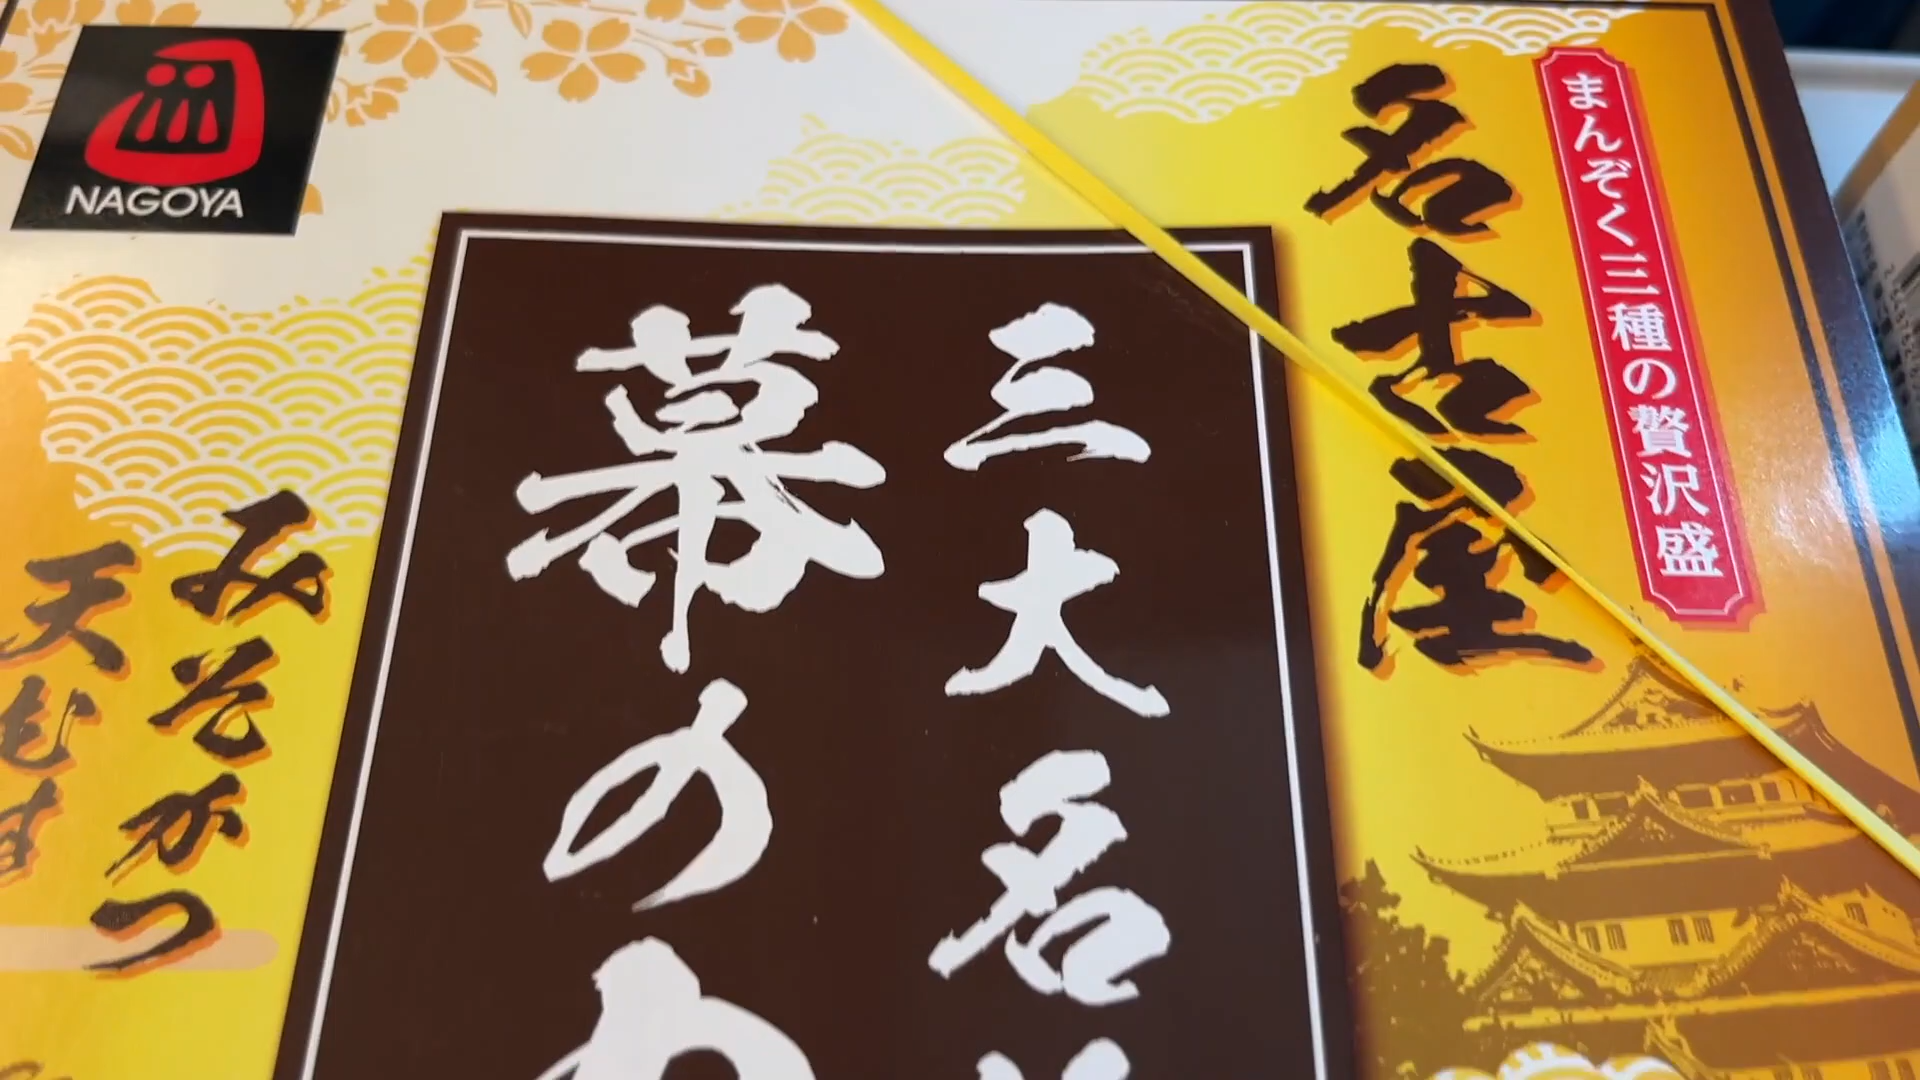 まんぞく三種の贅沢盛
名古屋
三大名
幕の
みそかつ
天むす
NAGOYA